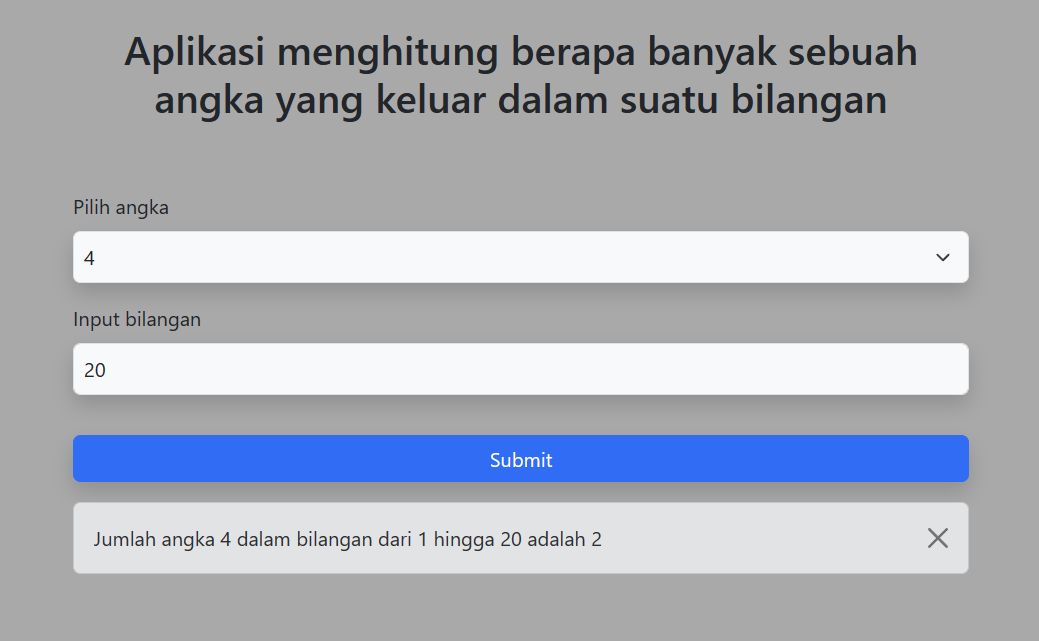 Aplikasi menghitung berapa banyak sebuah
angka yang keluar dalam suatu bilangan
Pilih angka
4
Input bilangan
20
Submit
Jumlah angka 4 dalam bilangan dari 1 hingga 20 adalah 2